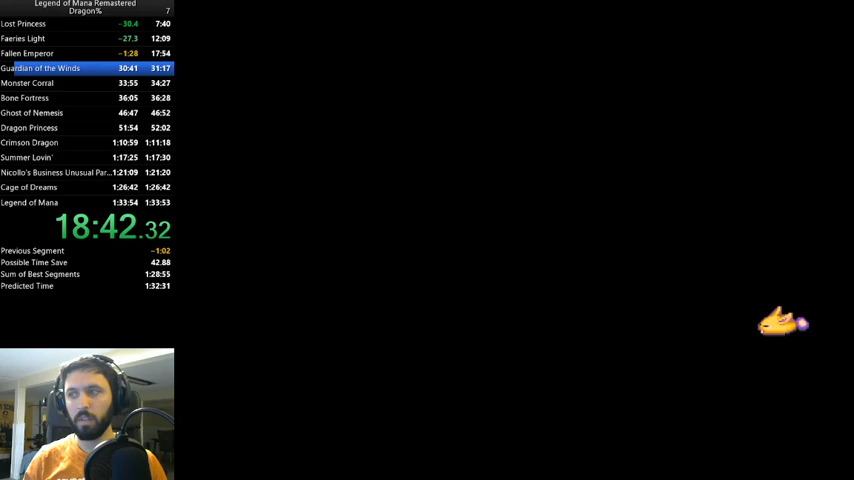 Legend of Mana Remastered
Dragon% 7
Lost Princess -30.4 7:40
Faeries Light -27.3 12:09
Fallen Emperor -1:28 17:54
Guardian of the Winds 30:41 31:17
Monster Corral 33:55 34:27
Bone Fortress 36:05 36:28
Ghost of Nemesis 46:47 46:52
Dragon Princess 51:54 52:02
Crimson Dragon 1:10:59 1:11:18
Summer Lovin' 1:17:25 1:17:30
Nicollo's Business Unusual Par... 1:21:09 1:21:20
Cage of Dreams 1:26:42 1:26:42
Legend of Mana 1:33:54 1:33:53
18:42.32
Previous Segment -1:02
Possible Time Save 42.88
Sum of Best Segments 1:28:55
Predicted Time 1:32:31